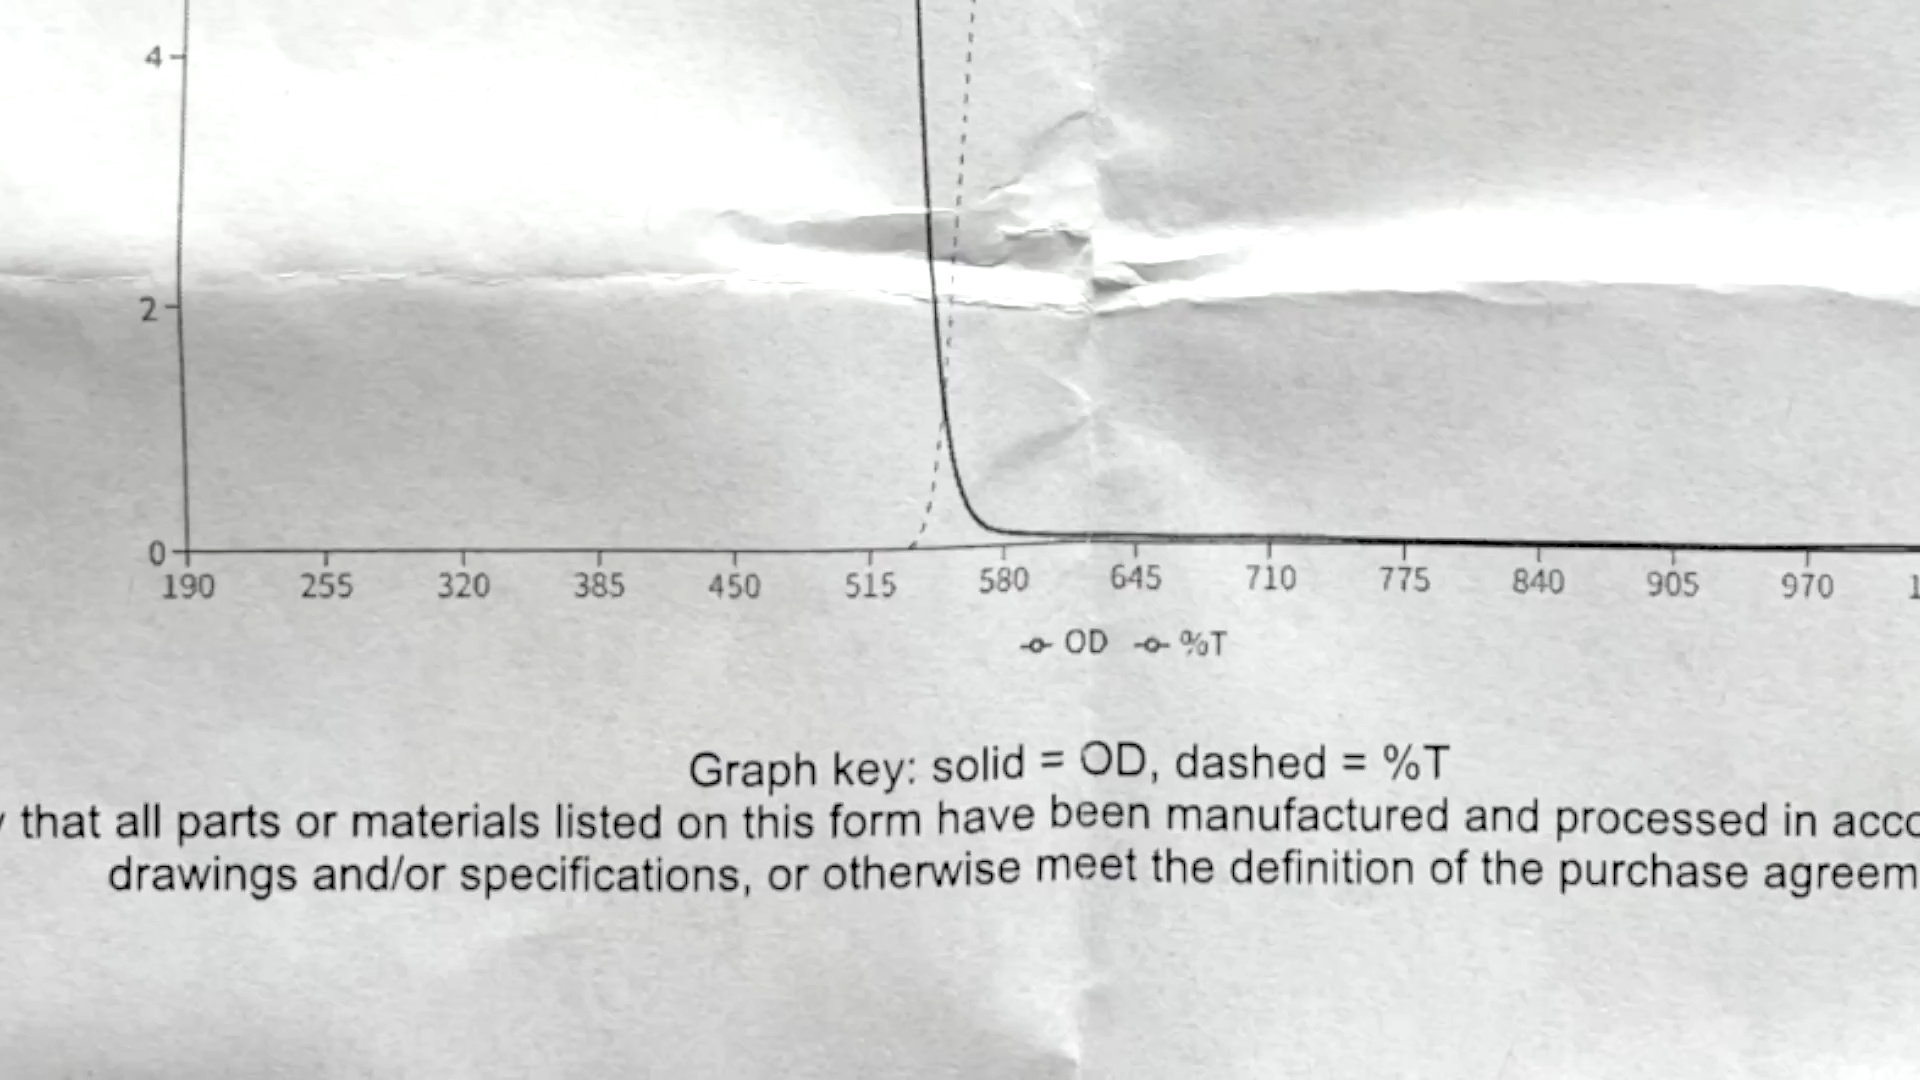 4
2
0
190 255 320 385 450 515 580 645 710 775 840 905 970 1
OD %T
Graph key: solid = OD, dashed = %T
that all parts or materials listed on this form have been manufactured and processed in acco
drawings and/or specifications, or otherwise meet the definition of the purchase agreem